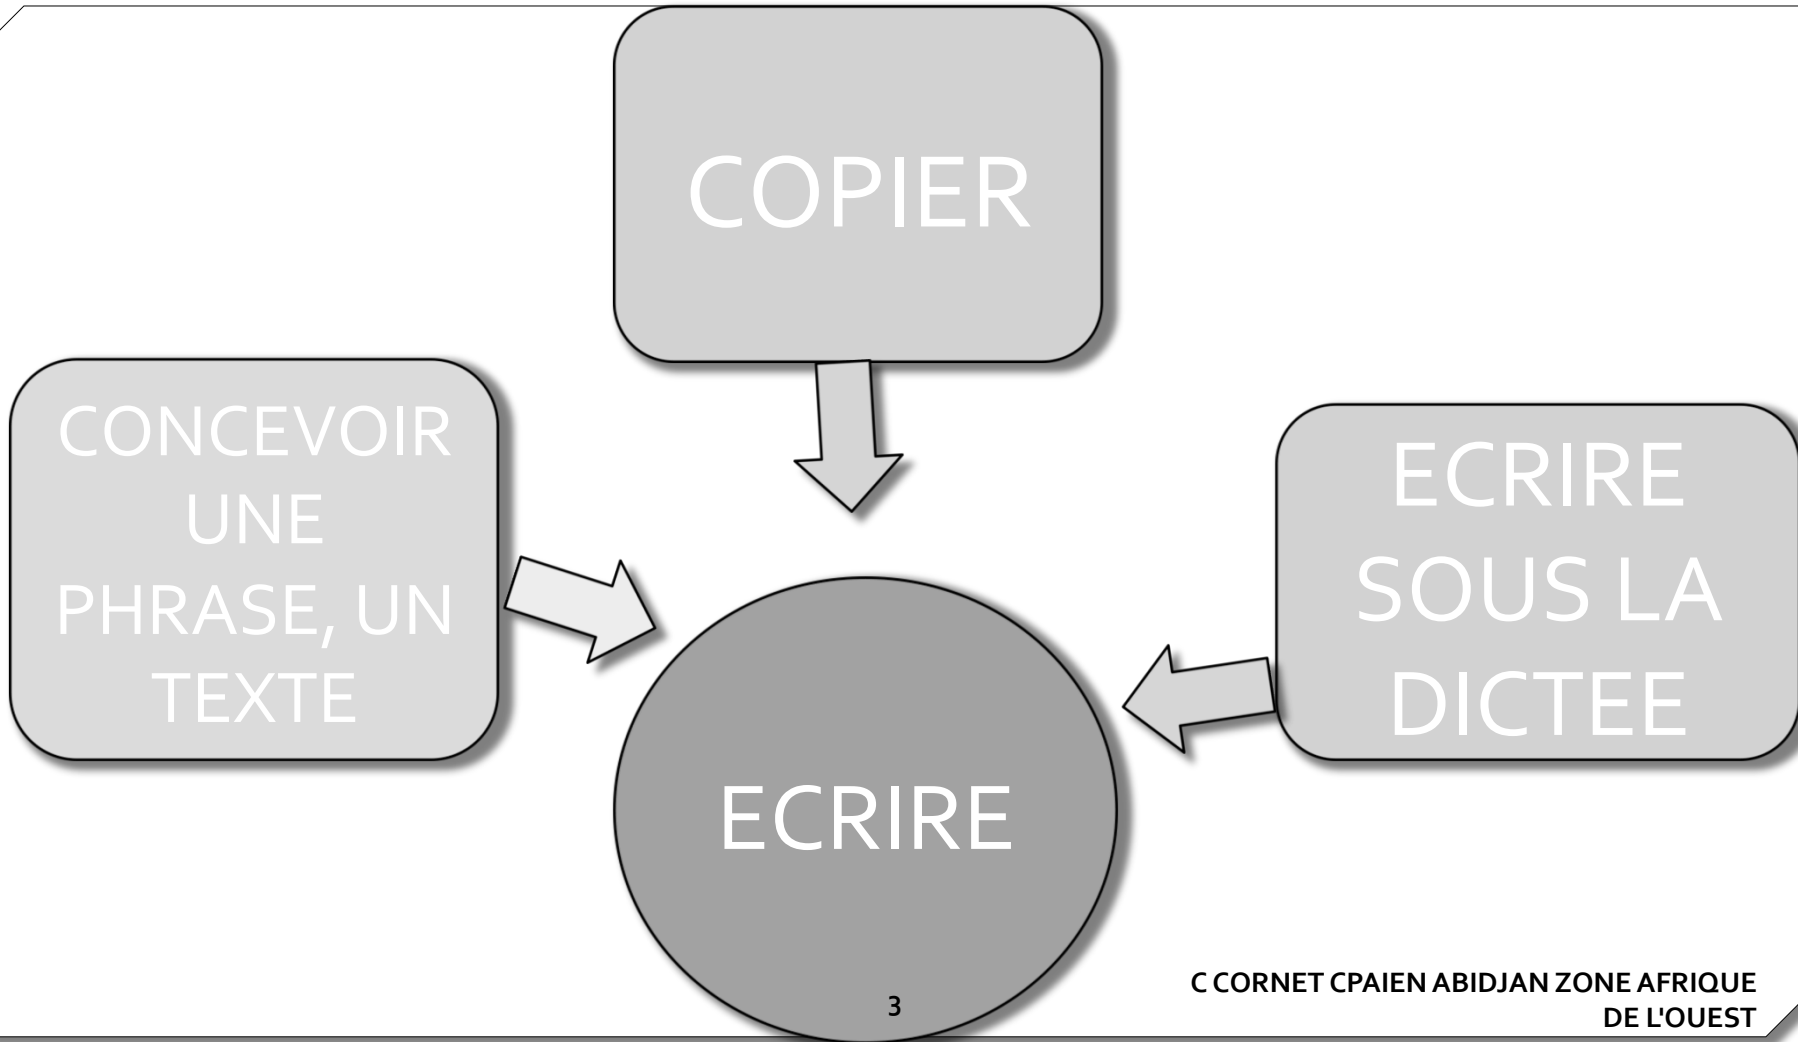 COPIER
CONCEVOIR
UNE
PHRASE, UN
TEXTE
ECRIRE
SOUS LA
DICTEE
ECRIRE
3
C CORNET CPAIEN ABIDJAN ZONE AFRIQUE
DE L'OUEST